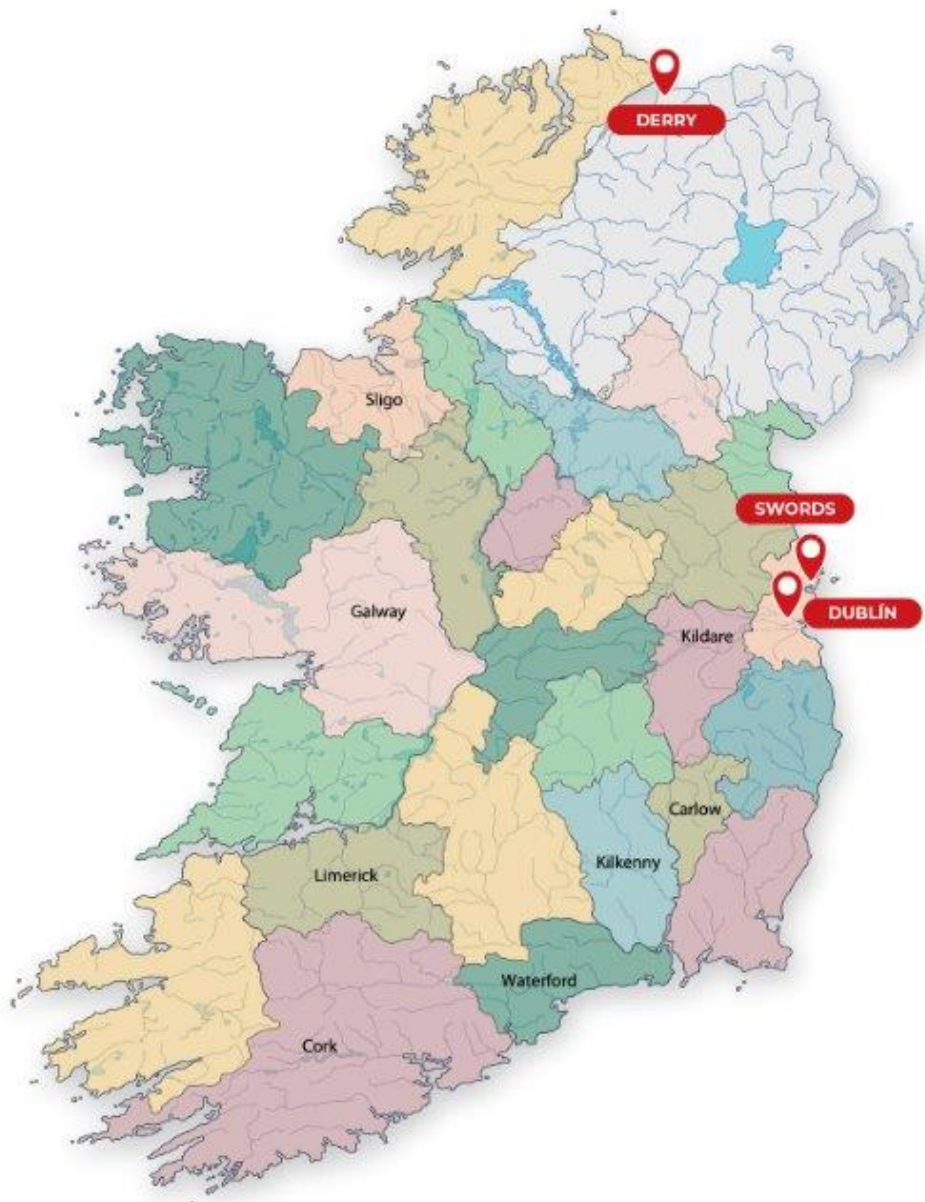 DERRY
Sligo
SWORDS
Galway
DUBLÍN
Kildare
Carlow
Kilkenny
Limerick
Waterford
Cork